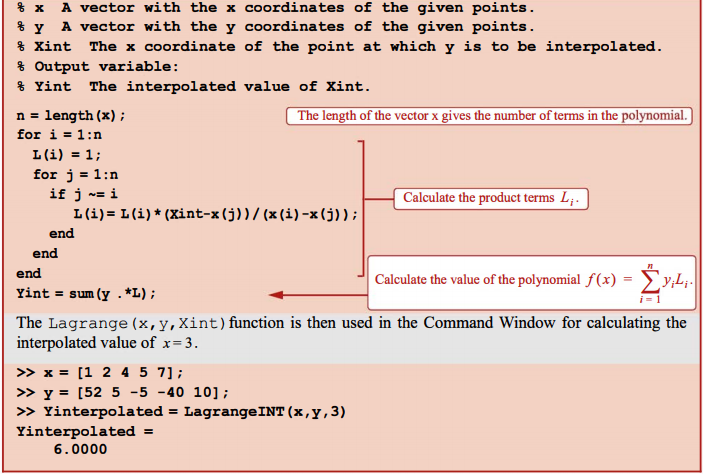 % x  A vector with the x coordinates of the given points.
% y  A vector with the y coordinates of the given points.
% Xint  The x coordinate of the point at which y is to be interpolated.
% Output variable:
% Yint  The interpolated value of Xint.
n = length(x);
The length of the vector x gives the number of terms in the polynomial.
for i = 1:n
L(i) = 1;
for j = 1:n
if j ~= i
Calculate the product terms Lᵢ.
L(i)= L(i)*(Xint-x(j))/(x(i)-x(j));
end
end
end
Calculate the value of the polynomial f(x) = ∑ⁿᵢ₌₁ yᵢLᵢ.
Yint = sum(y .*L);
The Lagrange(x,y,Xint) function is then used in the Command Window for calculating the
interpolated value of x=3.
>> x = [1 2 4 5 7];
>> y = [52 5 -5 -40 10];
>> Yinterpolated = LagrangeINT(x,y,3)
Yinterpolated =
6.0000